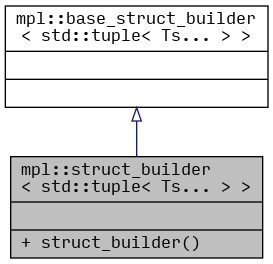 mpl::base_struct_builder
< std::tuple< Ts... > >
mpl::struct_builder
< std::tuple< Ts... > >
+ struct_builder()